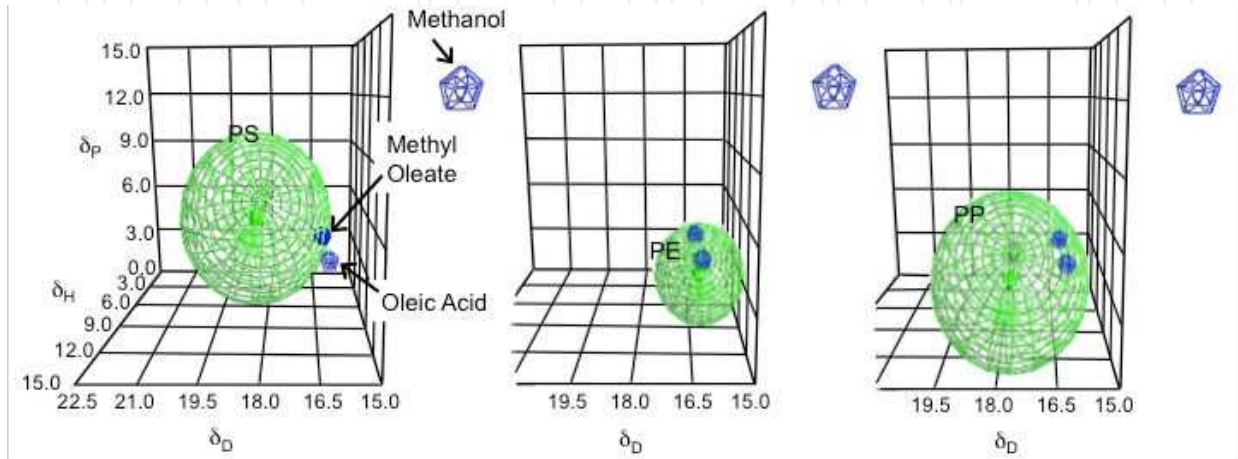 Methanol
15.0
12.0
PS
δP
9.0
Methyl
Oleate
6.0
PE
PP
3.0
0.0
δH
3.0
6.0
Oleic Acid
9.0
12.0
15.0
22.5 21.0 19.5 18.0 16.5 15.0
19.5 18.0 16.5 15.0
19.5 18.0 16.5 15.0
δD
δD
δD